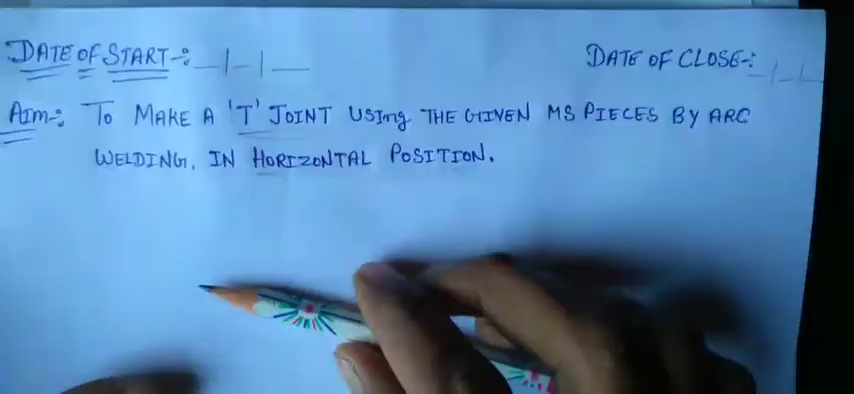 DATE OF START-: __|_|__ DATE OF CLOSE-: _|_|_
AIM-: TO MAKE A 'T' JOINT USIng THE GIVEN MS PIECES BY ARC
WELDING, IN HORIZONTAL POSITION.